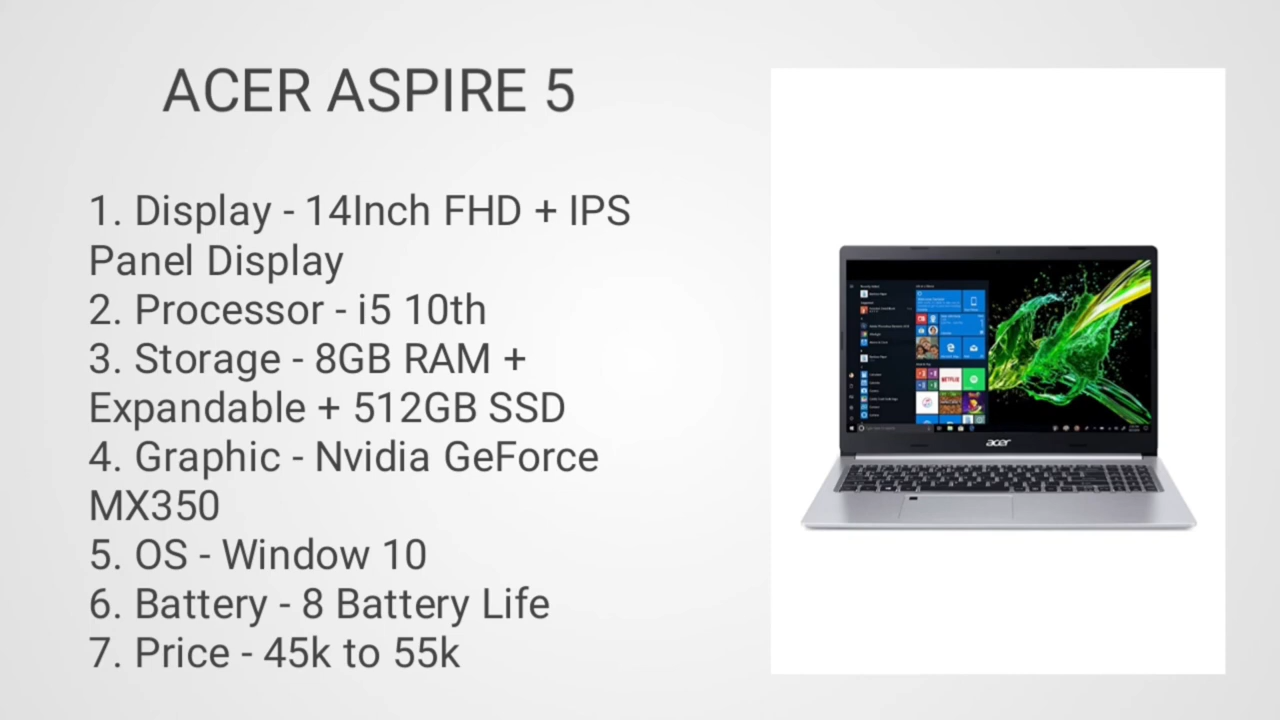 ACER ASPIRE 5
1. Display - 14Inch FHD + IPS
Panel Display
2. Processor - i5 10th
3. Storage - 8GB RAM +
Expandable + 512GB SSD
4. Graphic - Nvidia GeForce
MX350
5. OS - Window 10
6. Battery - 8 Battery Life
7. Price - 45k to 55k
NETFLIX
acer